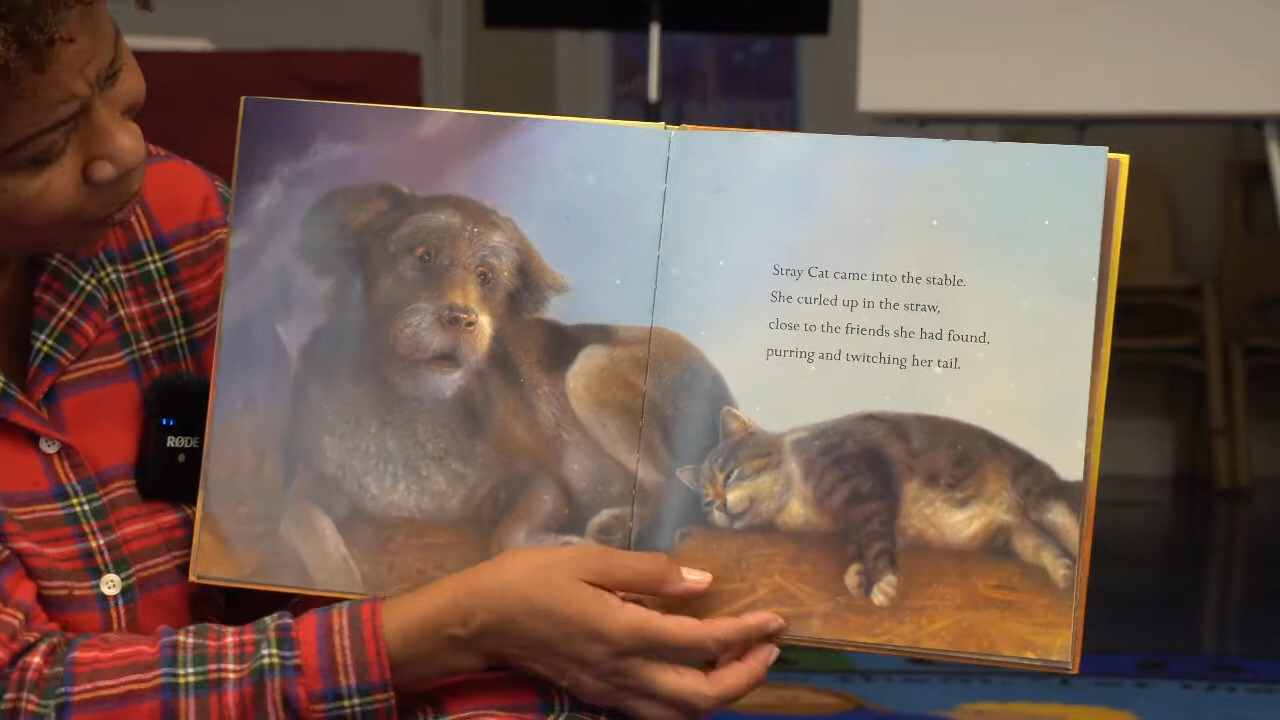 Stray Cat came into the stable.
She curled up in the straw,
close to the friends she had found,
purring and twitching her tail.
RØDE